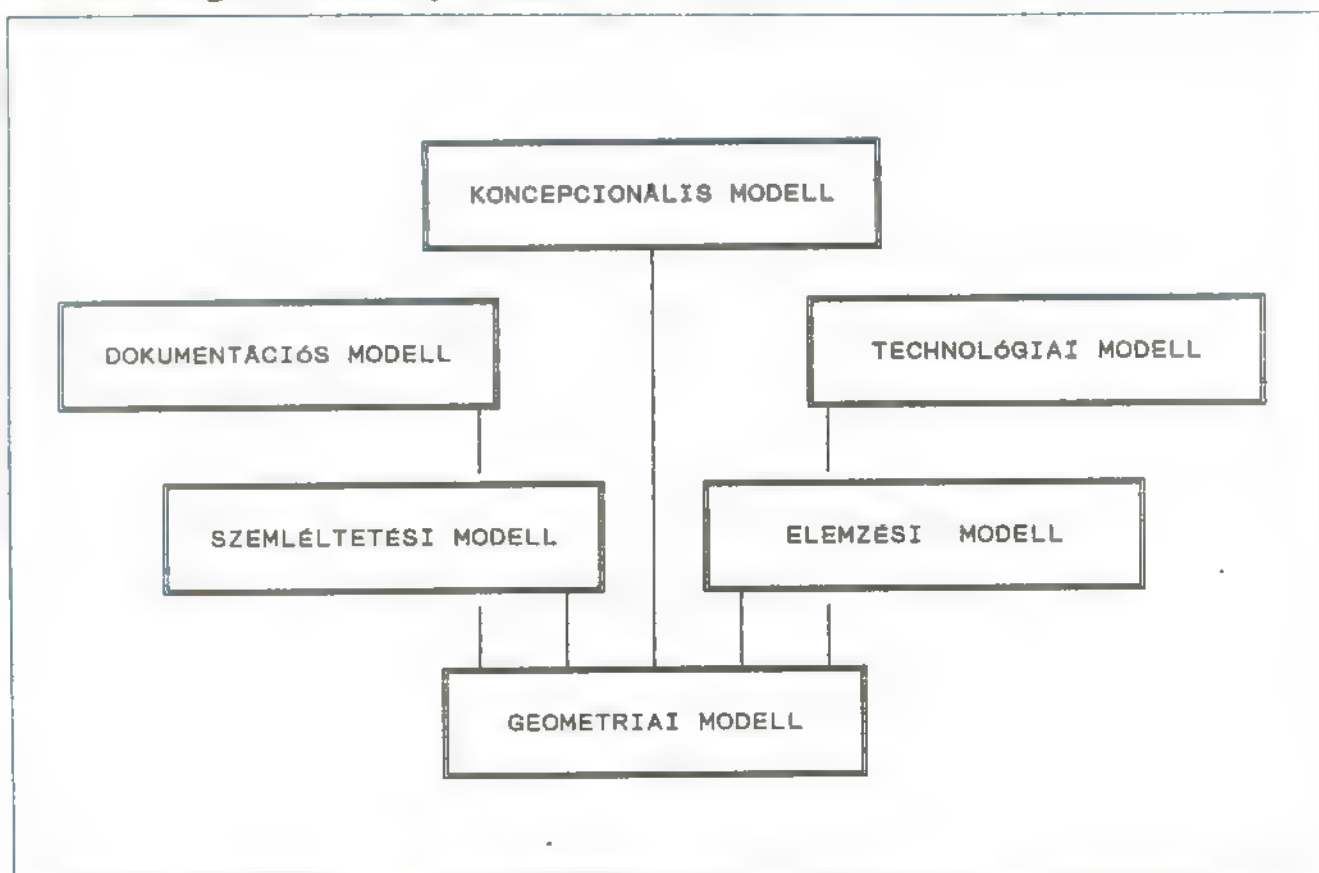 KONCEPCIONÁLIS MODELL
DOKUMENTÁCIÓS MODELL
TECHNOLÓGIAI MODELL
SZEMLÉLTETÉSI MODELL
ELEMZÉSI MODELL
GEOMETRIAI MODELL